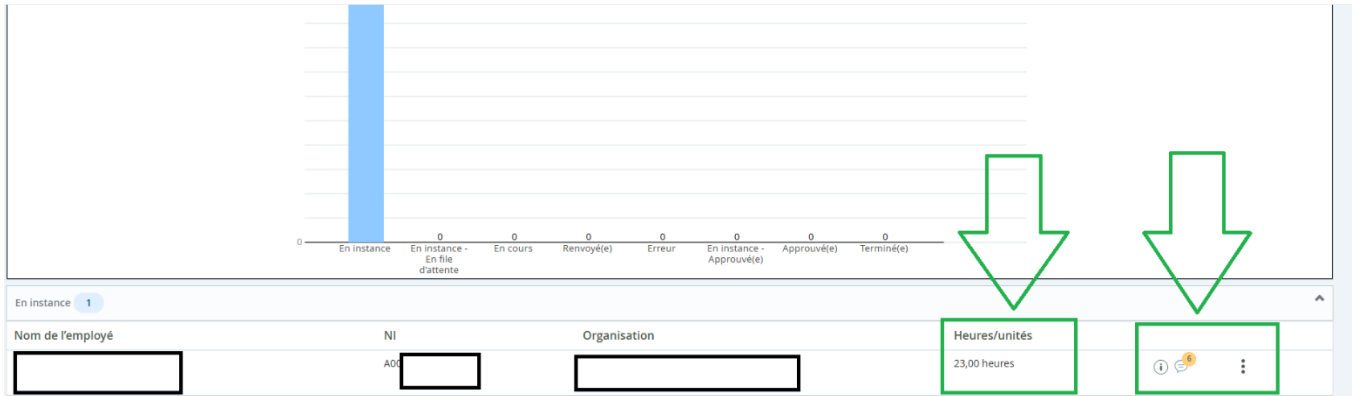 0
0 0 0 0 0 0 0
En instance En instance - En cours Renvoyé(e) Erreur En instance - Approuvé(e) Terminé(e)
En file Approuvé(e)
d'attente
En instance 1
Nom de l'employé NI Organisation Heures/unités
A00 23,00 heures i 6